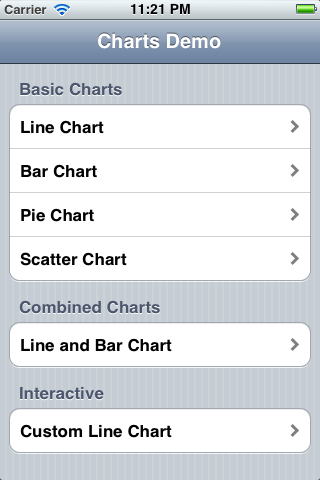 Carrier 11:21 PM
Charts Demo
Basic Charts
Line Chart
Bar Chart
Pie Chart
Scatter Chart
Combined Charts
Line and Bar Chart
Interactive
Custom Line Chart